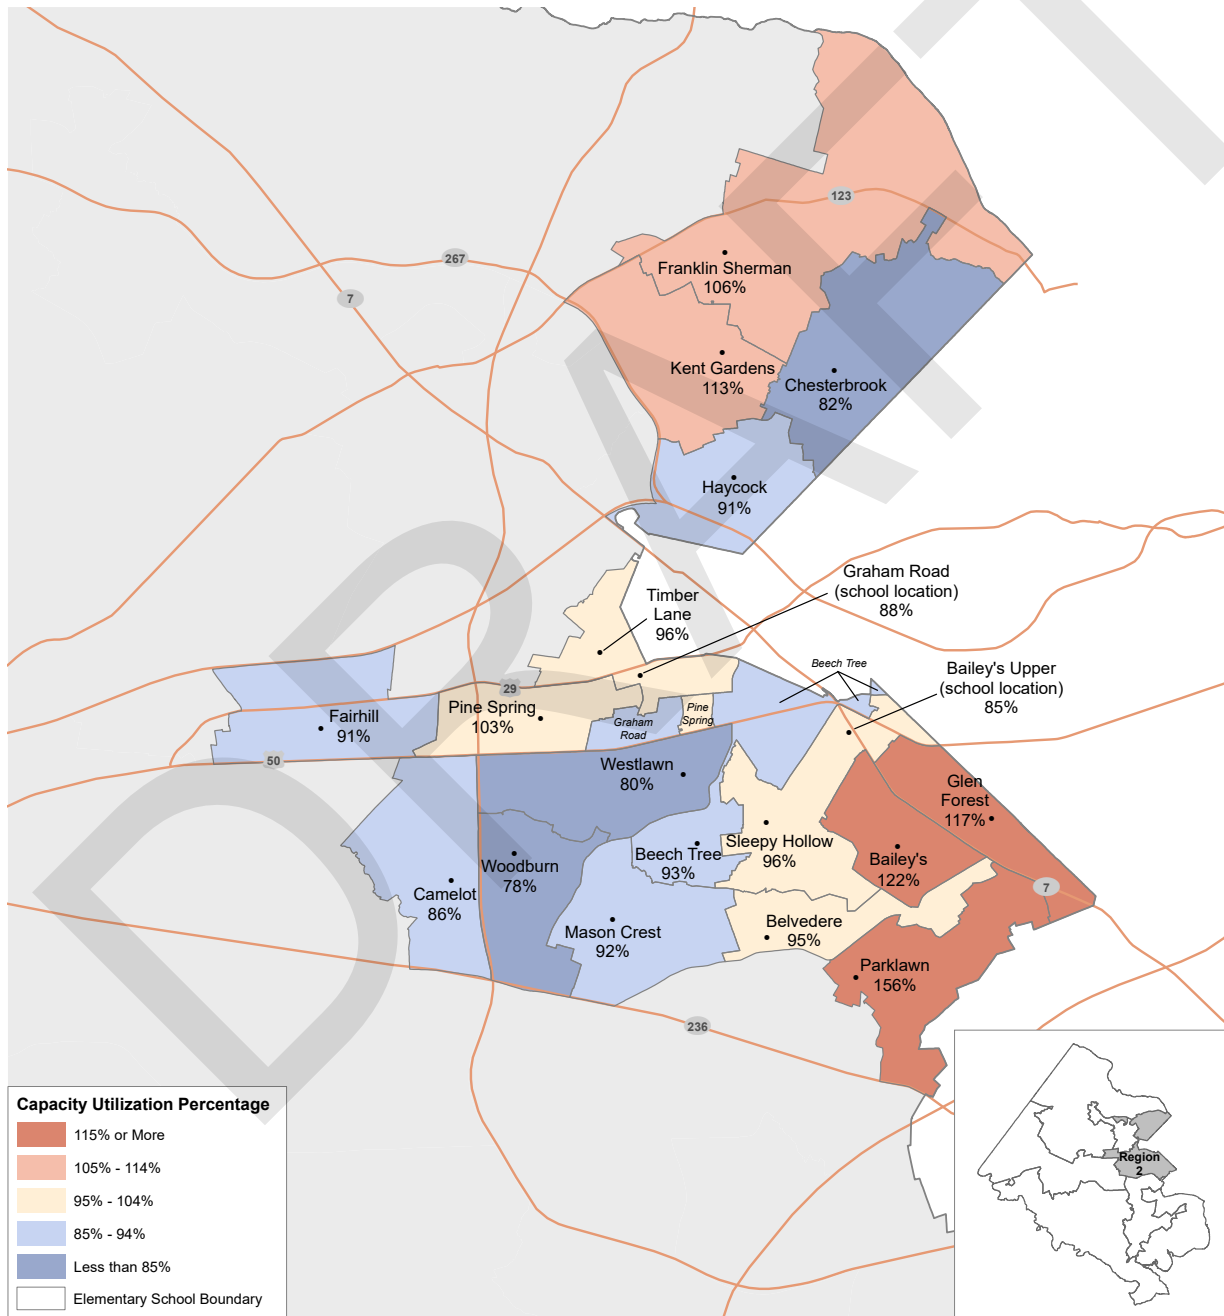 DRAFT
123
267
7
Franklin Sherman
106%
Kent Gardens
113%
Chesterbrook
82%
Haycock
91%
Graham Road
(school location)
88%
Timber
Lane
96%
Beech Tree
Bailey's Upper
(school location)
85%
29
Fairhill
91%
Pine Spring
103%
Graham
Road
Pine
Spring
50
Westlawn
80%
Glen
Forest
117%
Camelot
86%
Woodburn
78%
Beech Tree
93%
Sleepy Hollow
96%
Bailey's
122%
7
Mason Crest
92%
Belvedere
95%
Parklawn
156%
236
Capacity Utilization Percentage
115% or More
105% - 114%
95% - 104%
85% - 94%
Less than 85%
Elementary School Boundary
Region
2